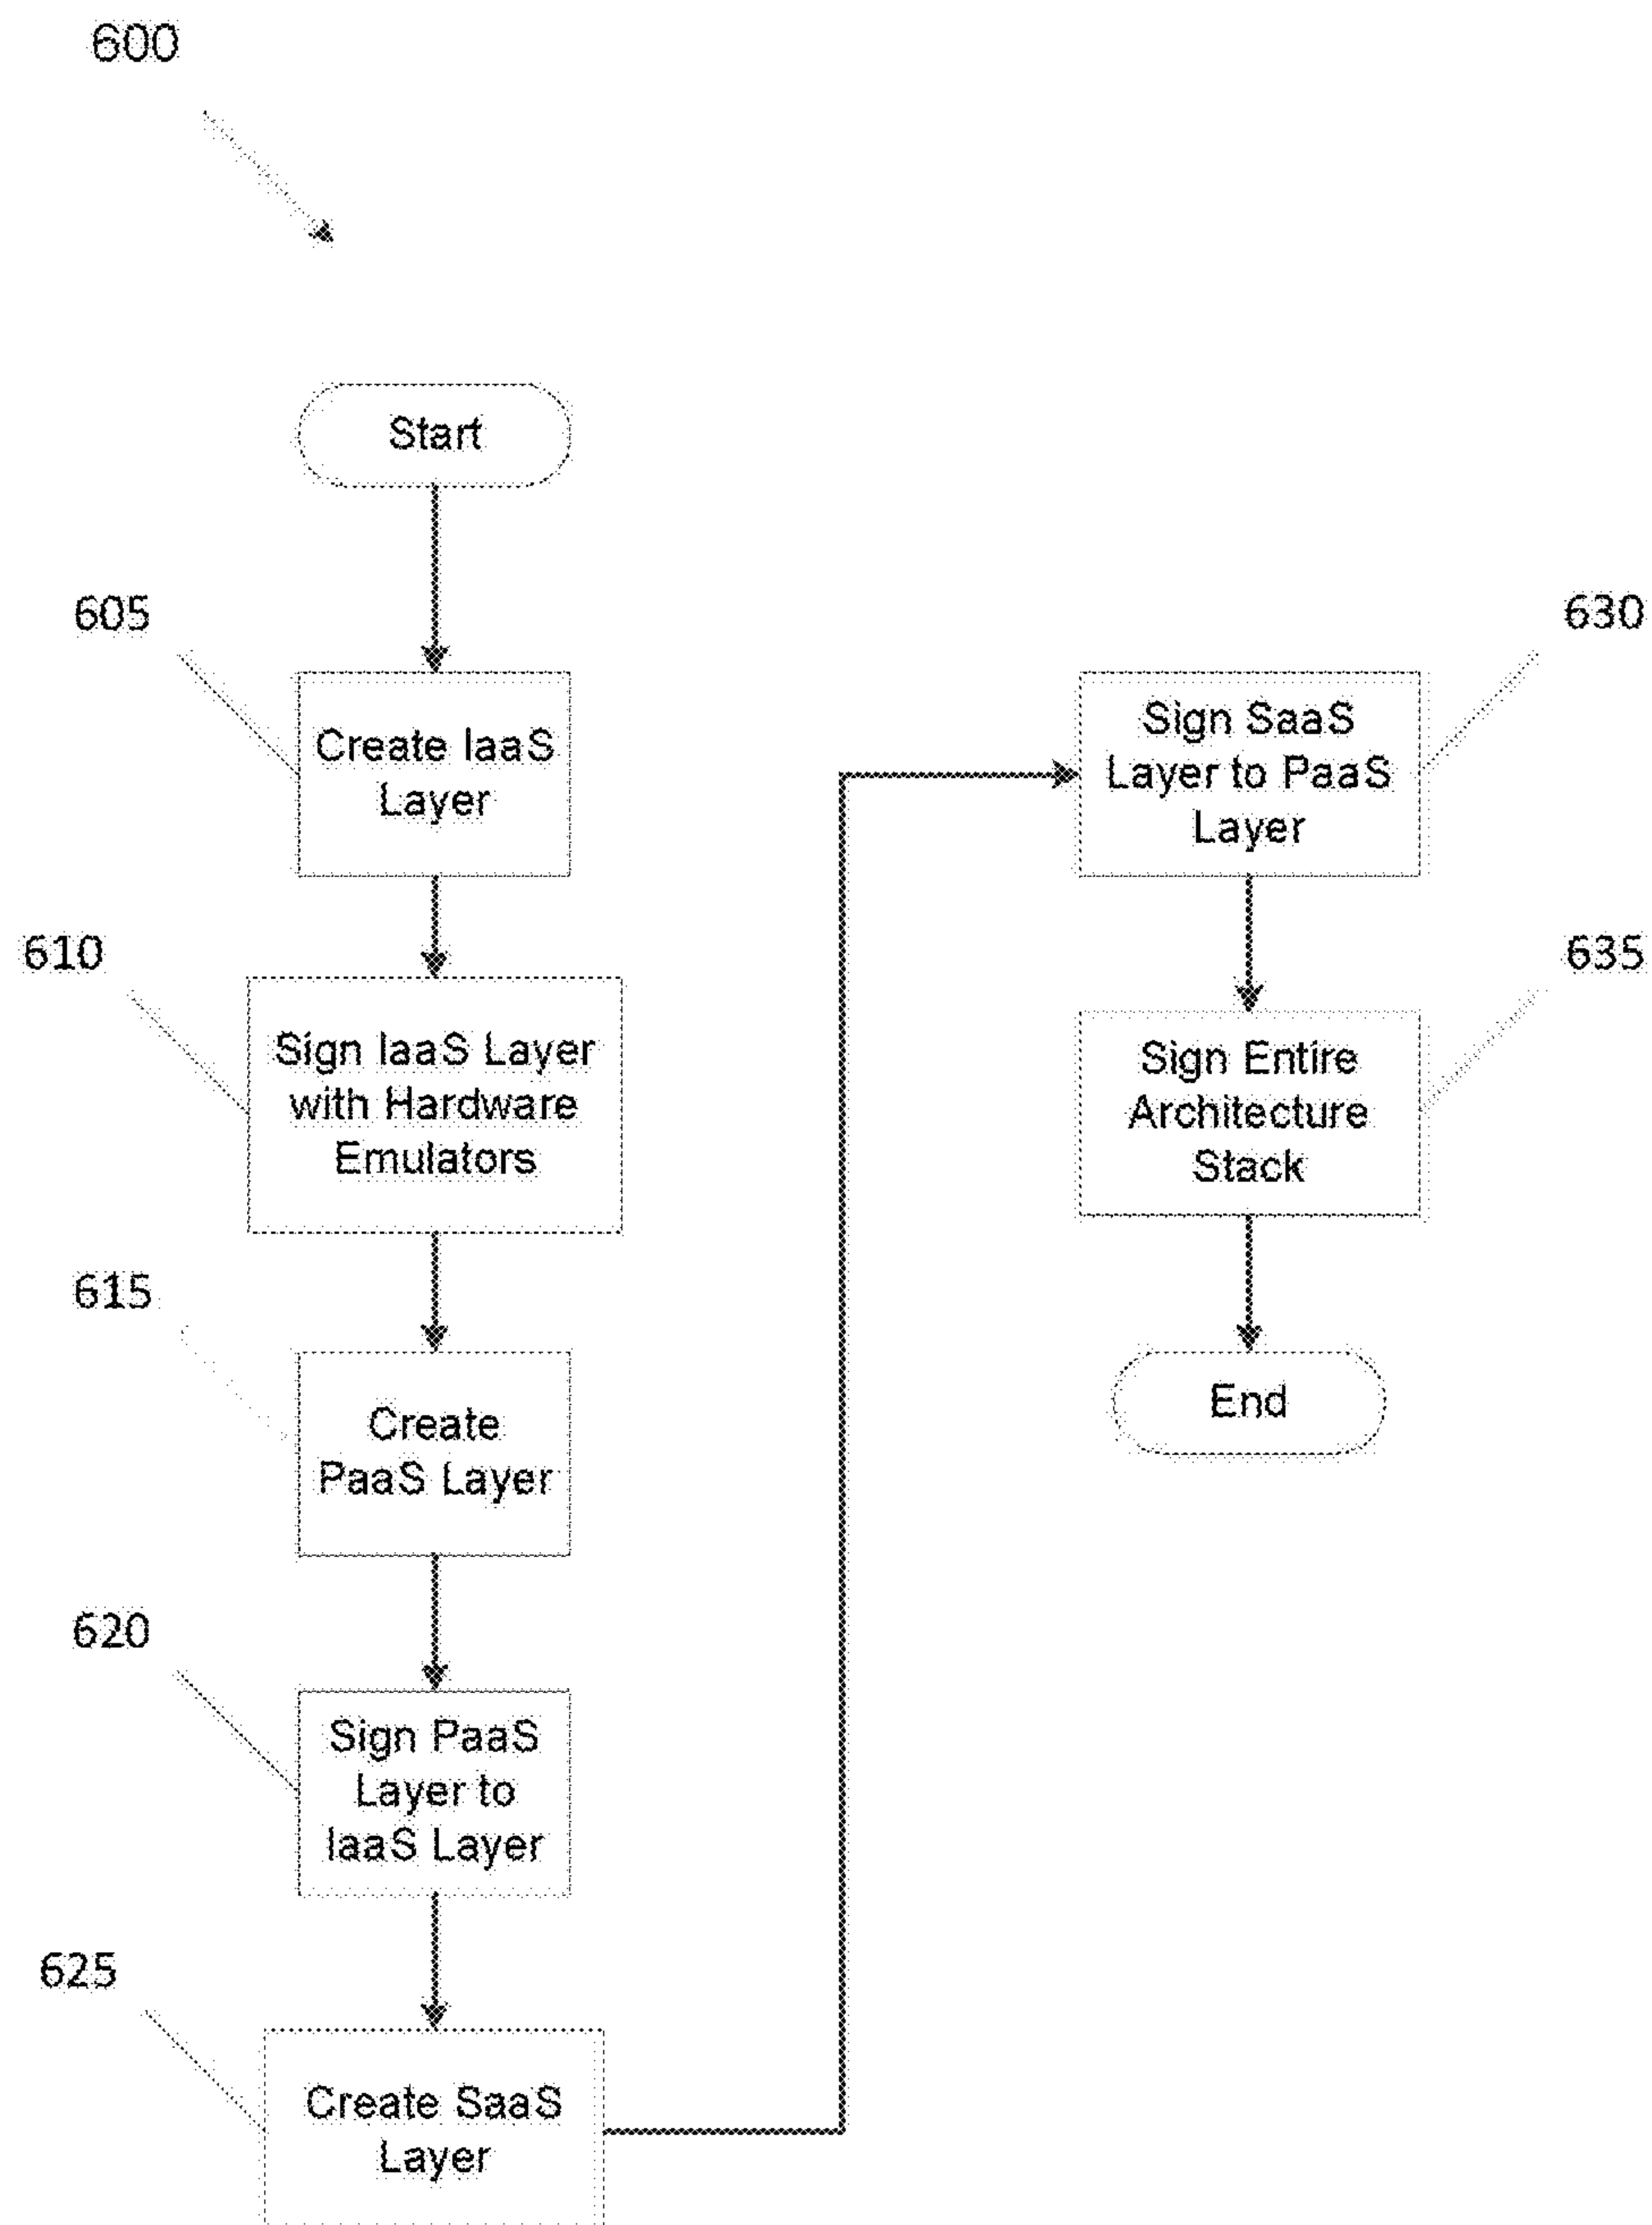 600
Start
605
Create IaaS
Layer
610
Sign IaaS Layer
with Hardware
Emulators
615
Create
PaaS Layer
620
Sign PaaS
Layer to
IaaS Layer
625
Create SaaS
Layer
630
Sign SaaS
Layer to PaaS
Layer
635
Sign Entire
Architecture
Stack
End